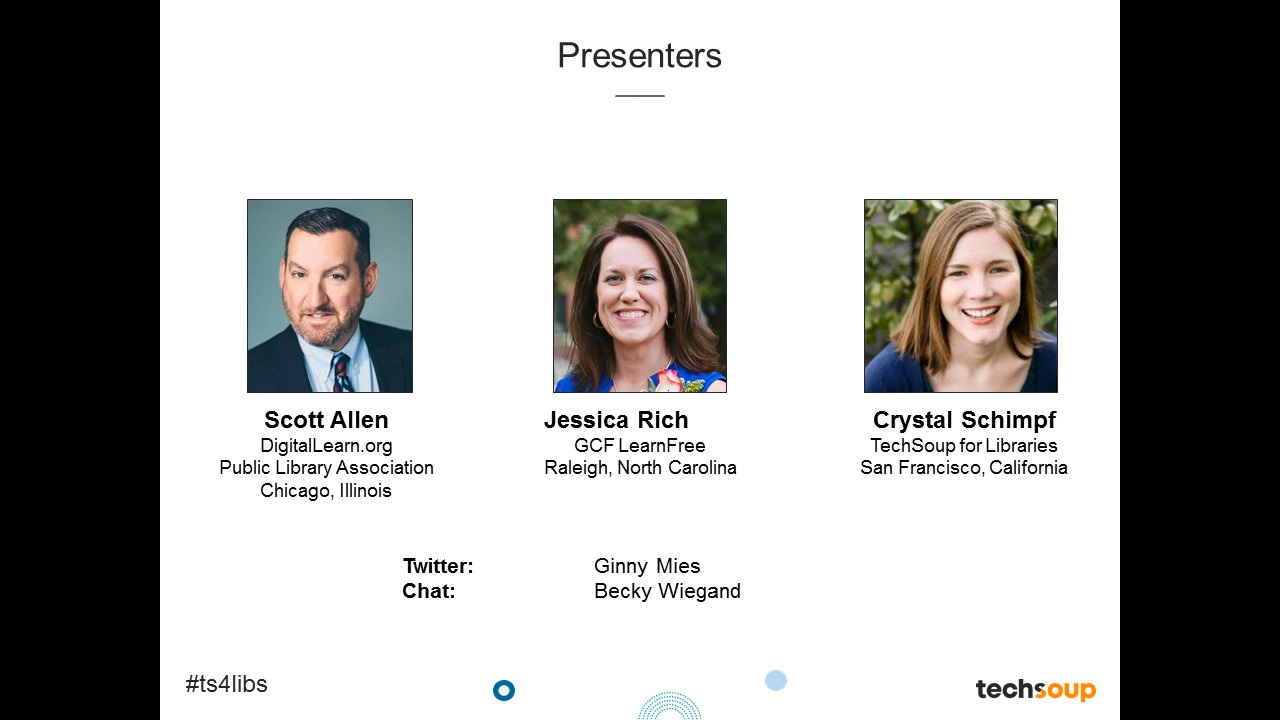 Presenters
Scott Allen
DigitalLearn.org
Public Library Association
Chicago, Illinois
Jessica Rich
GCF LearnFree
Raleigh, North Carolina
Crystal Schimpf
TechSoup for Libraries
San Francisco, California
Twitter: Ginny Mies
Chat: Becky Wiegand
#ts4libs
techsoup